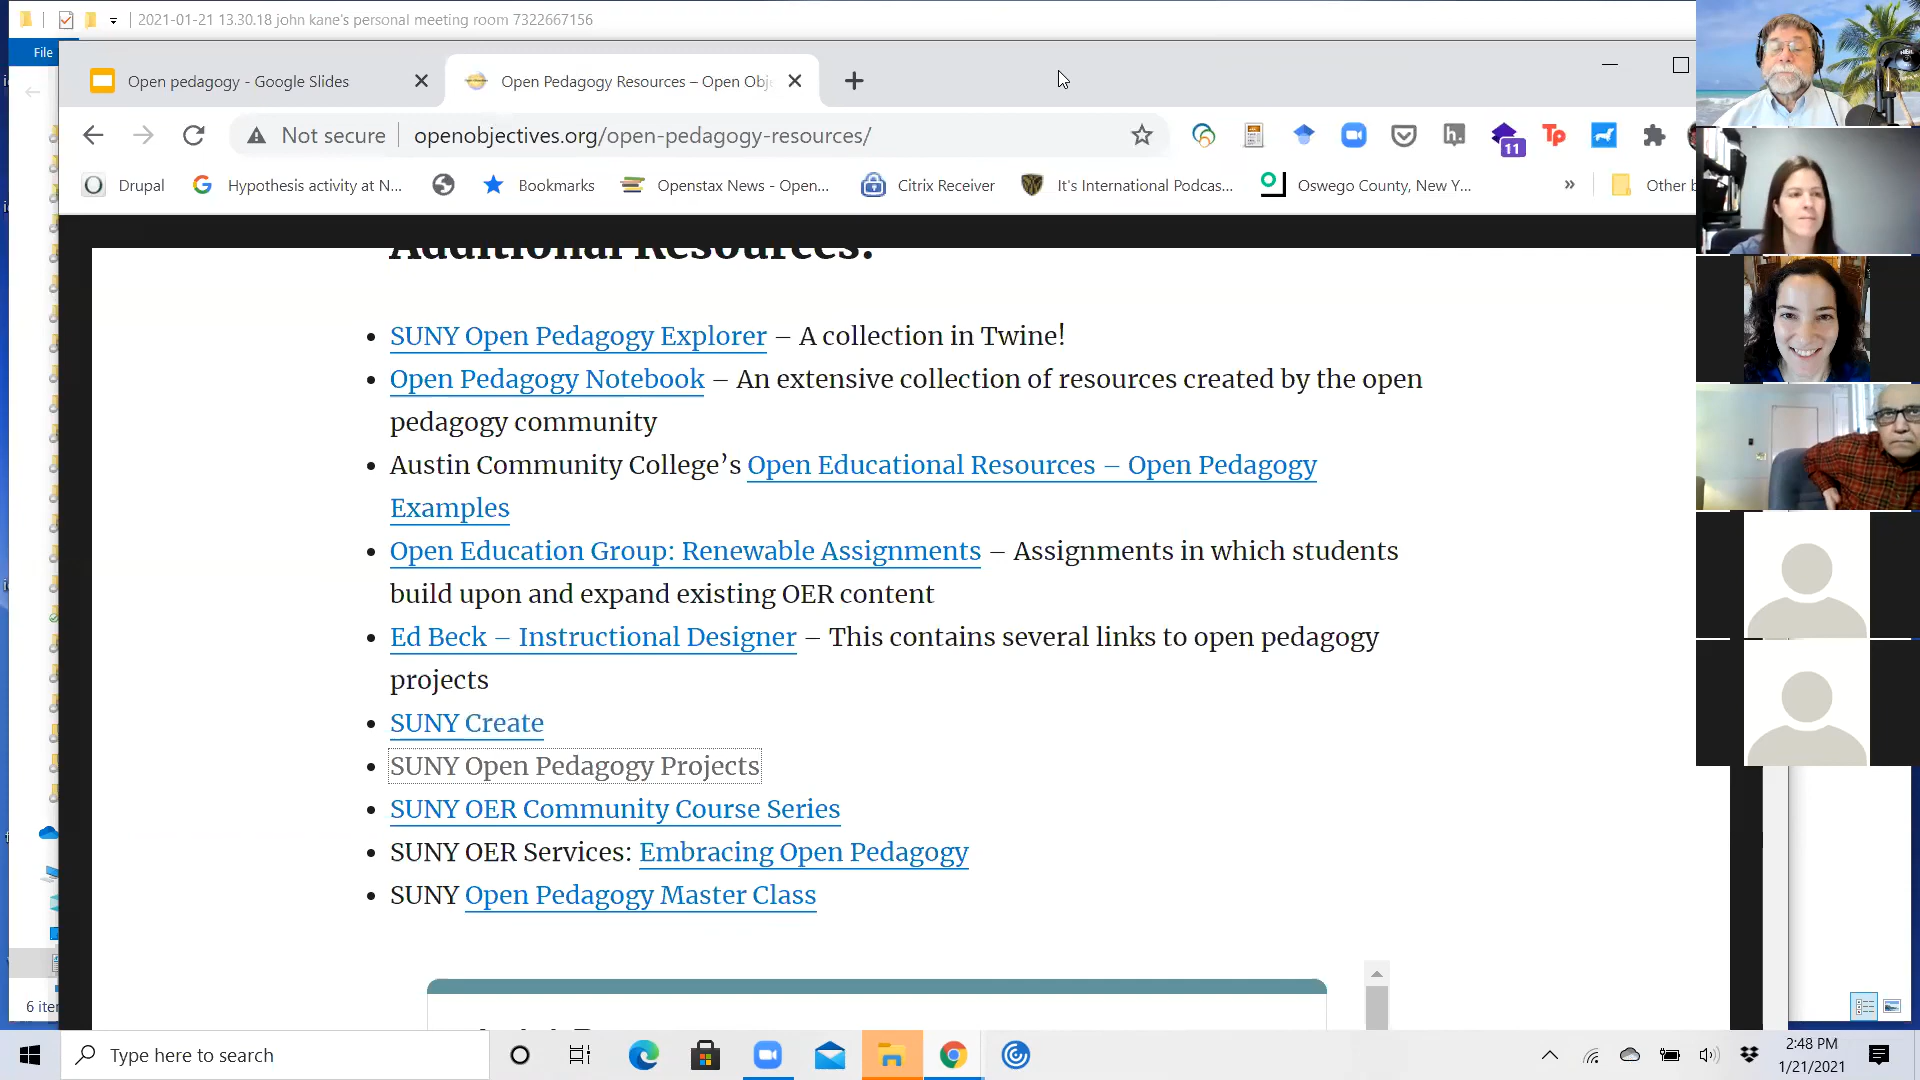 2021-01-21 13.30.18 john kane's personal meeting room 7322667156
File
Open pedagogy - Google Slides
Open Pedagogy Resources – Open Obj
Not secure
openobjectives.org/open-pedagogy-resources/
h.
11
Tp
Drupal
Hypothesis activity at N...
Bookmarks
Openstax News - Open...
Citrix Receiver
It's International Podcas...
Oswego County, New Y...
»
Other b
Additional Resources:
• SUNY Open Pedagogy Explorer – A collection in Twine!
• Open Pedagogy Notebook – An extensive collection of resources created by the open
pedagogy community
• Austin Community College’s Open Educational Resources – Open Pedagogy
Examples
• Open Education Group: Renewable Assignments – Assignments in which students
build upon and expand existing OER content
• Ed Beck – Instructional Designer – This contains several links to open pedagogy
projects
• SUNY Create
• SUNY Open Pedagogy Projects
• SUNY OER Community Course Series
• SUNY OER Services: Embracing Open Pedagogy
• SUNY Open Pedagogy Master Class
6 iter
Type here to search
2:48 PM
1/21/2021